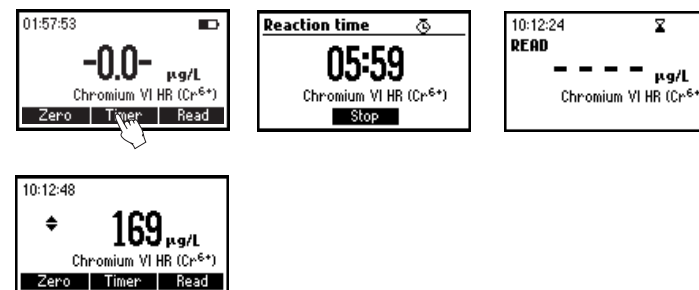 01:57:53
-0.0- µg/L
Chromium VI HR (Cr⁶⁺)
Zero Timer Read
Reaction time
05:59
Chromium VI HR (Cr⁶⁺)
Stop
10:12:24
READ
– – – – µg/L
Chromium VI HR (Cr⁶⁺
10:12:48
169 µg/L
Chromium VI HR (Cr⁶⁺)
Zero Timer Read